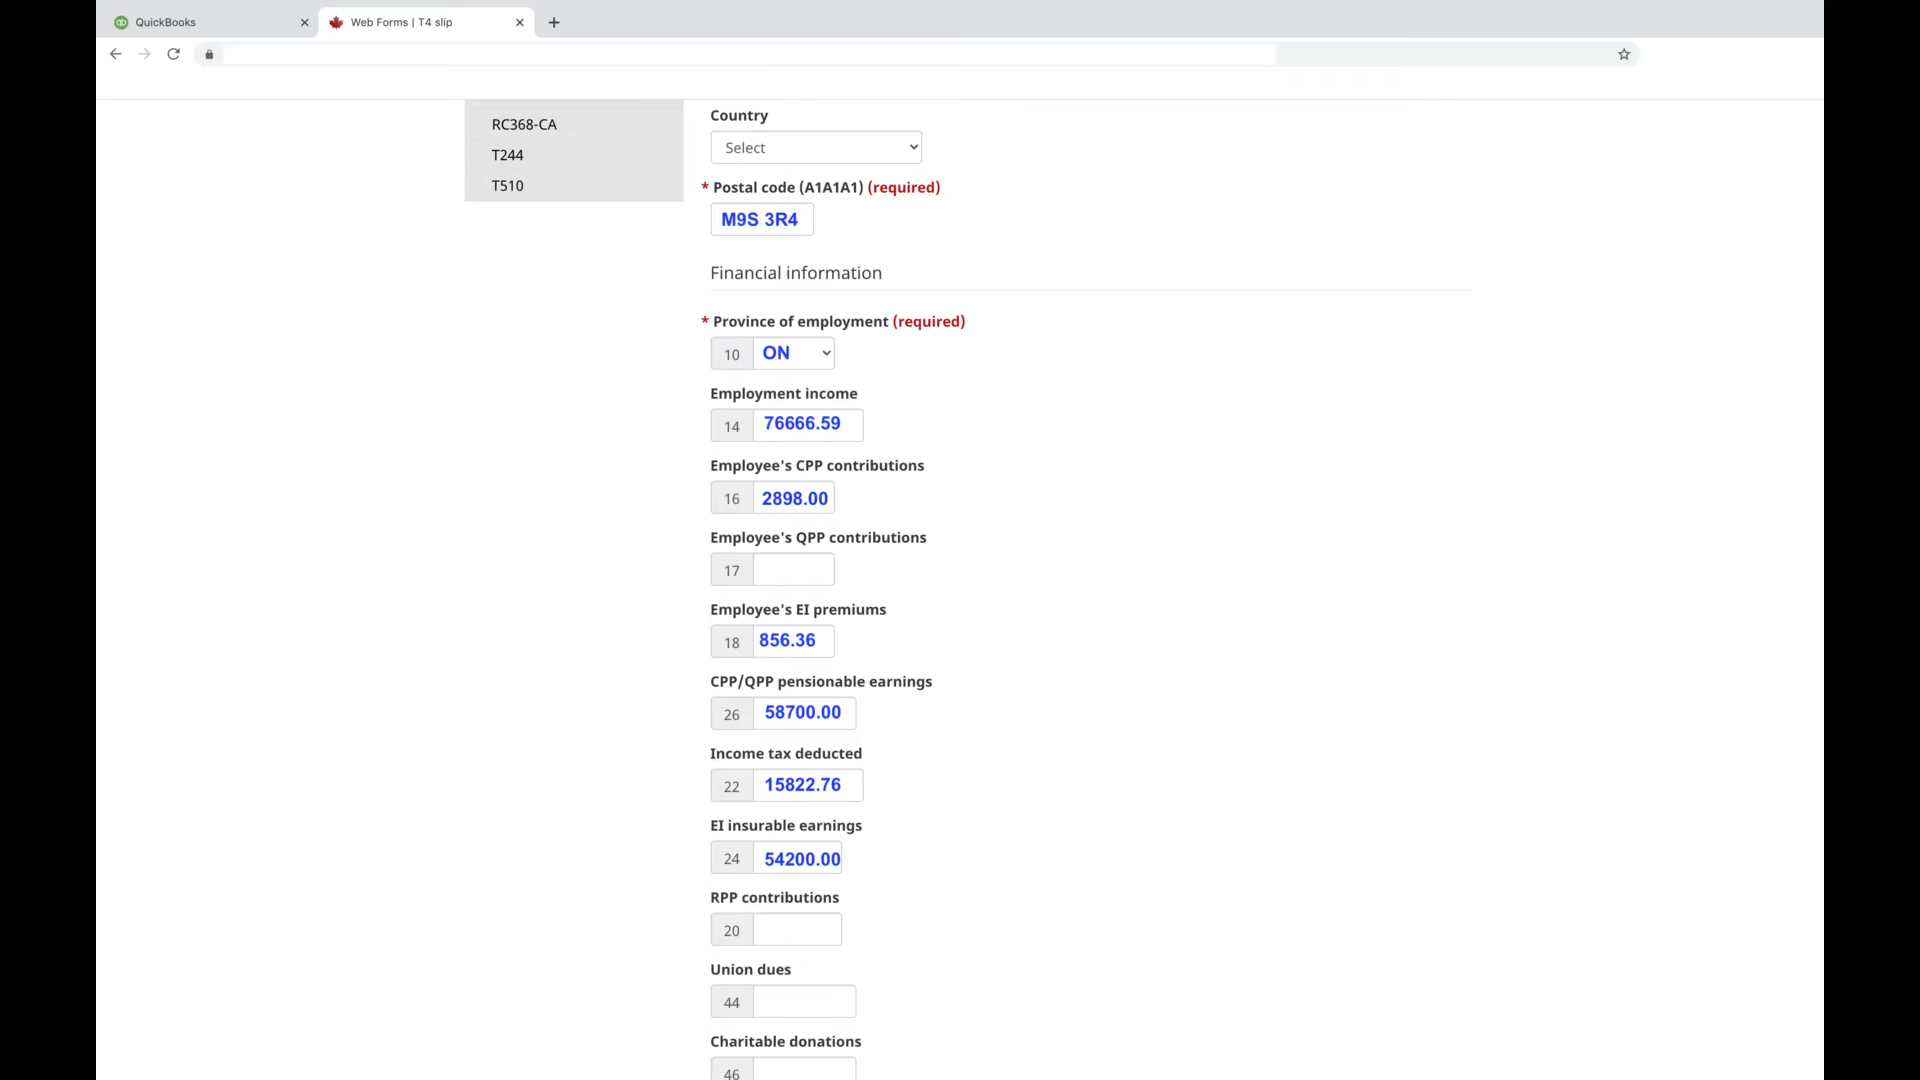 QuickBooks
Web Forms | T4 slip
RC368-CA
T244
T510
Country
Select
* Postal code (A1A1A1) (required)
M9S 3R4
Financial information
* Province of employment (required)
10 ON
Employment income
14 76666.59
Employee's CPP contributions
16 2898.00
Employee's QPP contributions
17
Employee's EI premiums
18 856.36
CPP/QPP pensionable earnings
26 58700.00
Income tax deducted
22 15822.76
EI insurable earnings
24 54200.00
RPP contributions
20
Union dues
44
Charitable donations
46